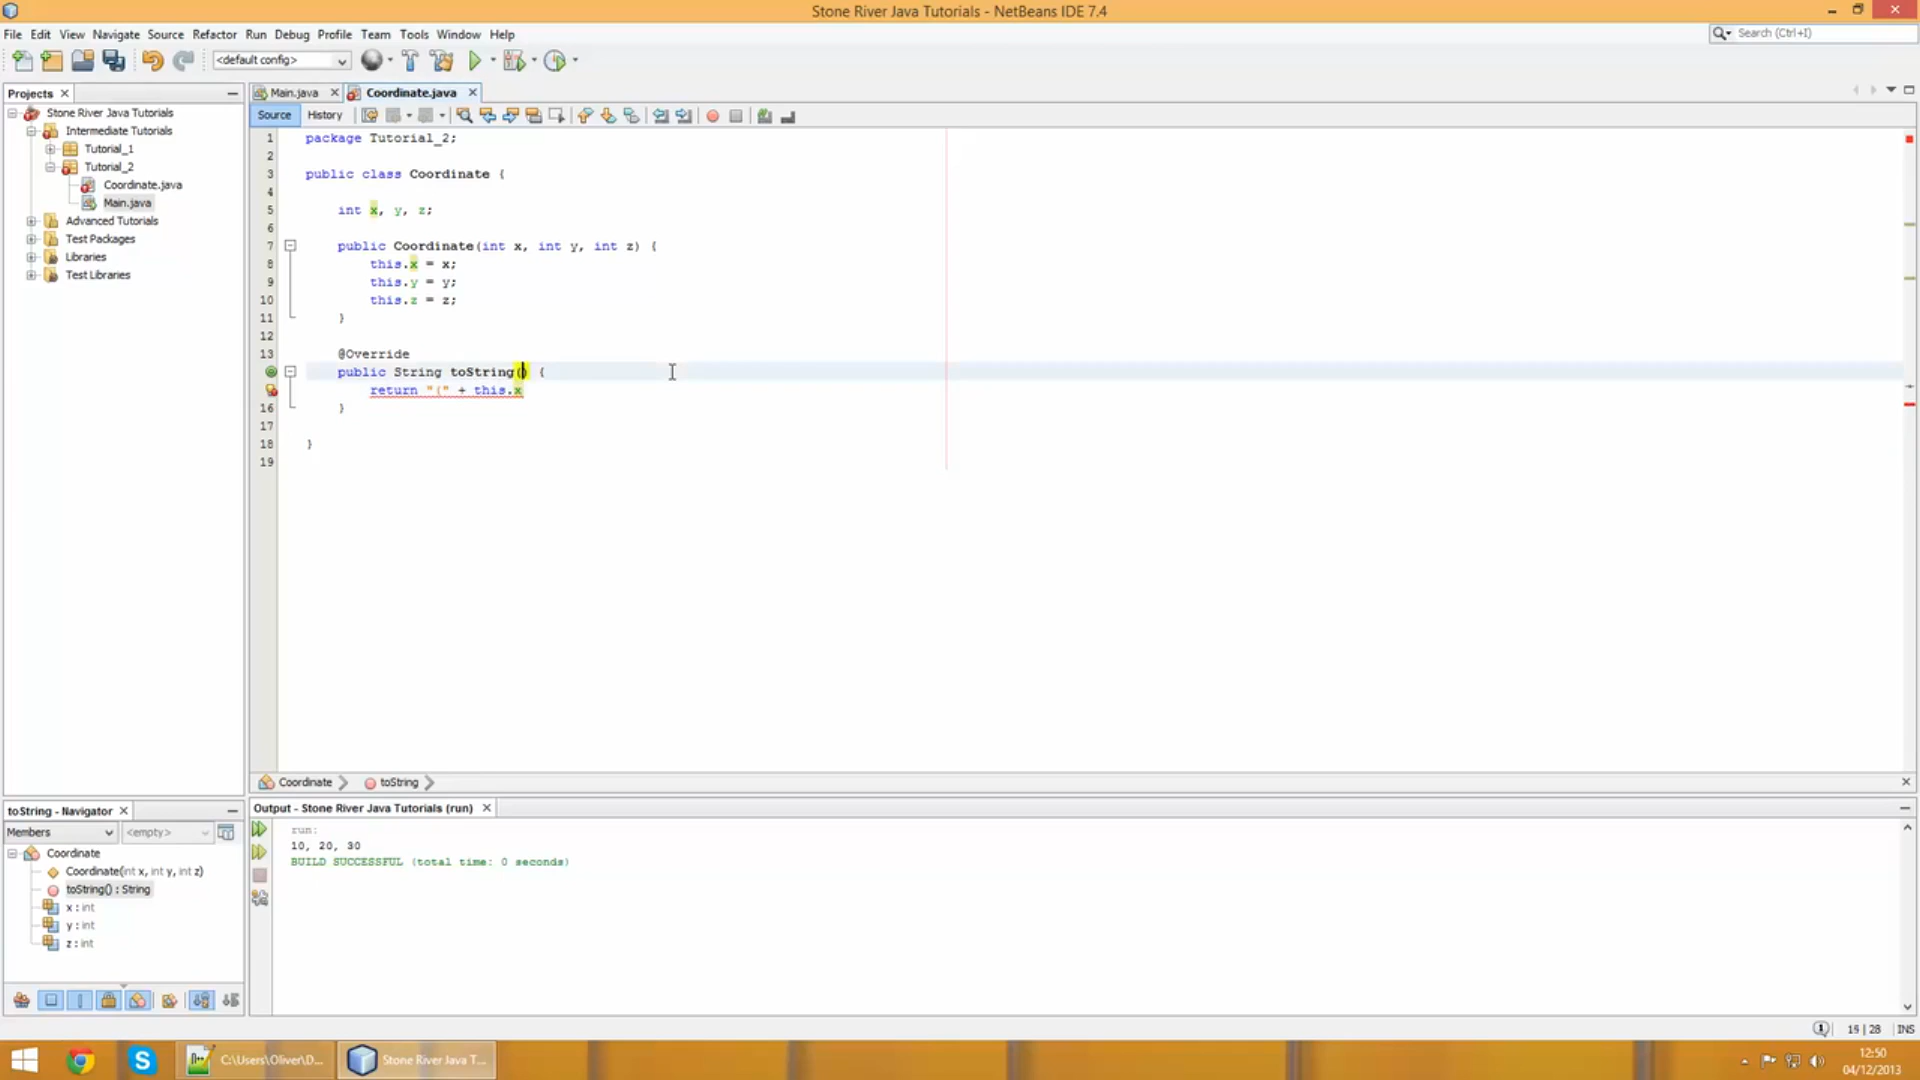 Stone River Java Tutorials - NetBeans IDE 7.4
File Edit View Navigate Source Refactor Run Debug Profile Team Tools Window Help
Search (Ctrl+I)
<default config>
Projects
Stone River Java Tutorials
Intermediate Tutorials
Tutorial_1
Tutorial_2
Coordinate.java
Main.java
Advanced Tutorials
Test Packages
Libraries
Test Libraries
Main.java Coordinate.java
Source History
1 package Tutorial_2;
2
3 public class Coordinate {
4
5 int x, y, z;
6
7 public Coordinate(int x, int y, int z) {
8 this.x = x;
9 this.y = y;
10 this.z = z;
11 }
12
13 @Override
public String toString() {
return "(" + this.x
16 }
17
18 }
19
Coordinate toString
toString - Navigator
Members <empty>
Coordinate
Coordinate(int x, int y, int z)
toString() : String
x : int
y : int
z : int
Output - Stone River Java Tutorials (run)
run:
10, 20, 30
BUILD SUCCESSFUL (total time: 0 seconds)
28 INS
C:\Users\Oliver\D...
Stone River Java T...
12:50
04/12/2013